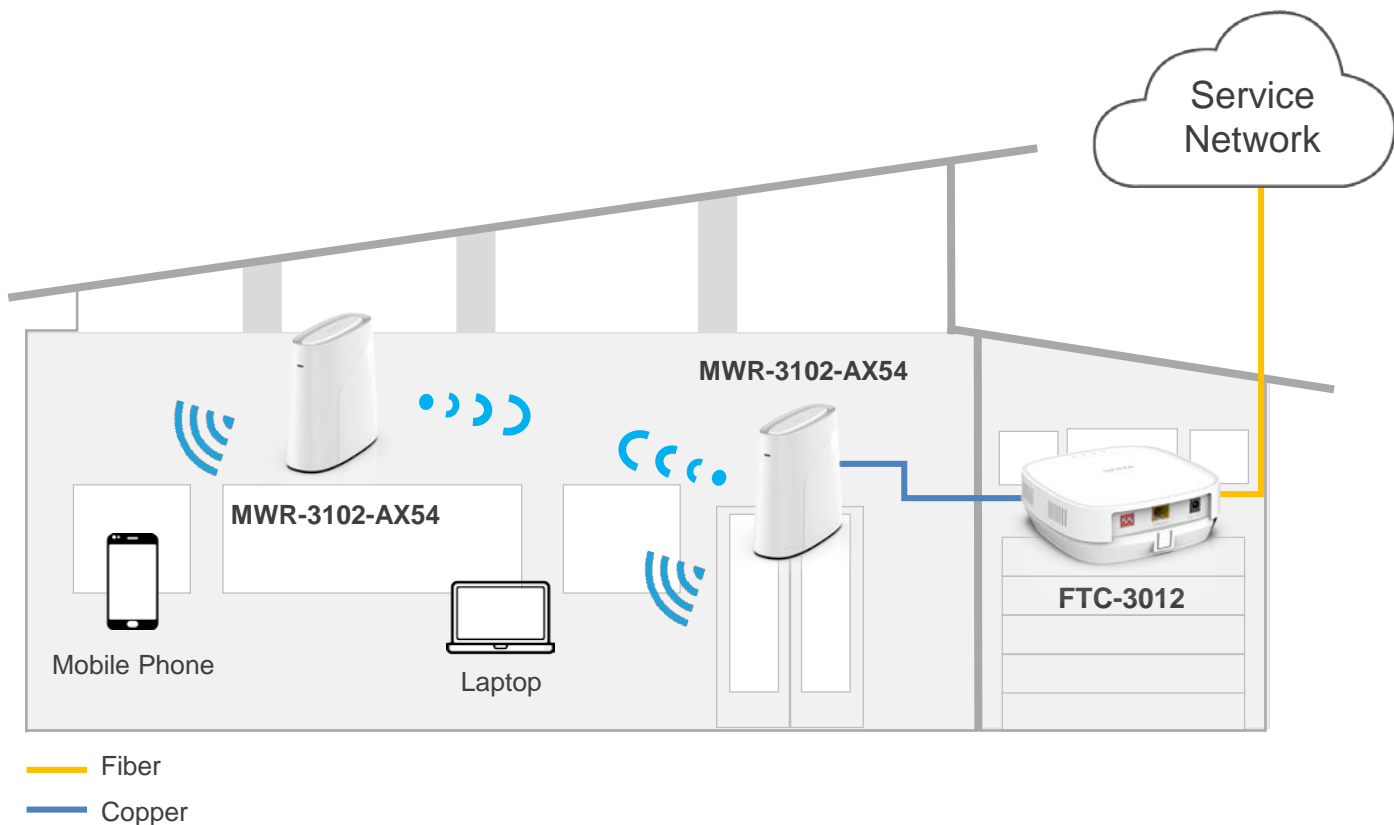 Service
Network
MWR-3102-AX54
MWR-3102-AX54
FTC-3012
Mobile Phone
Laptop
Fiber
Copper